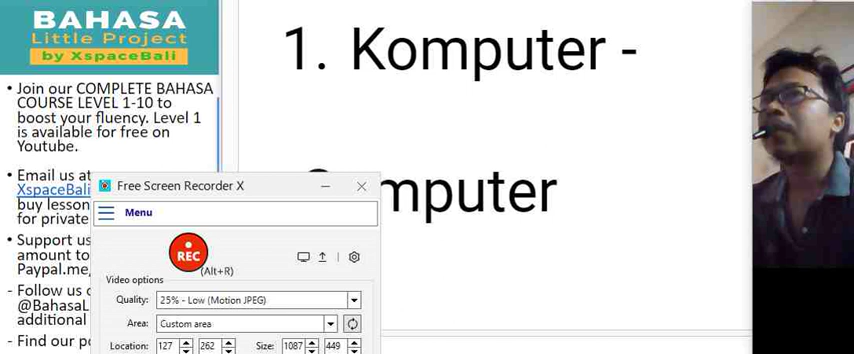 BAHASA
Little Project
by XspaceBali
• Join our COMPLETE BAHASA
COURSE LEVEL 1-10 to
boost your fluency. Level 1
is available for free on
Youtube.
• Email us at
XspaceBali
buy lesson
for private
• Support us
amount to
Paypal.me,
- Follow us
@BahasaL
additional
- Find our
1. Komputer -
mputer
Free Screen Recorder X
Menu
REC
(Alt+R)
Video options
Quality: 25% - Low (Motion JPEG)
Area: Custom area
Location: 127 262 Size: 1087 449